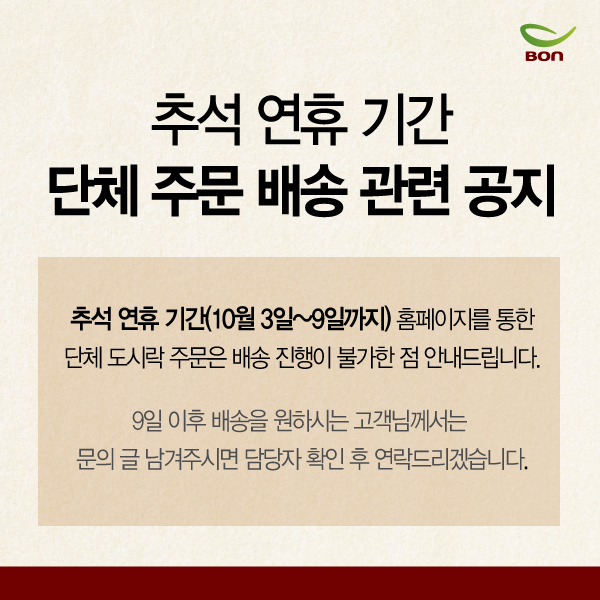 BON
추석 연휴 기간
단체 주문 배송 관련 공지
추석 연휴 기간(10월 3일~9일까지) 홈페이지를 통한
단체 도시락 주문은 배송 진행이 불가한 점 안내드립니다.
9일 이후 배송을 원하시는 고객님께서는
문의 글 남겨주시면 담당자 확인 후 연락드리겠습니다.